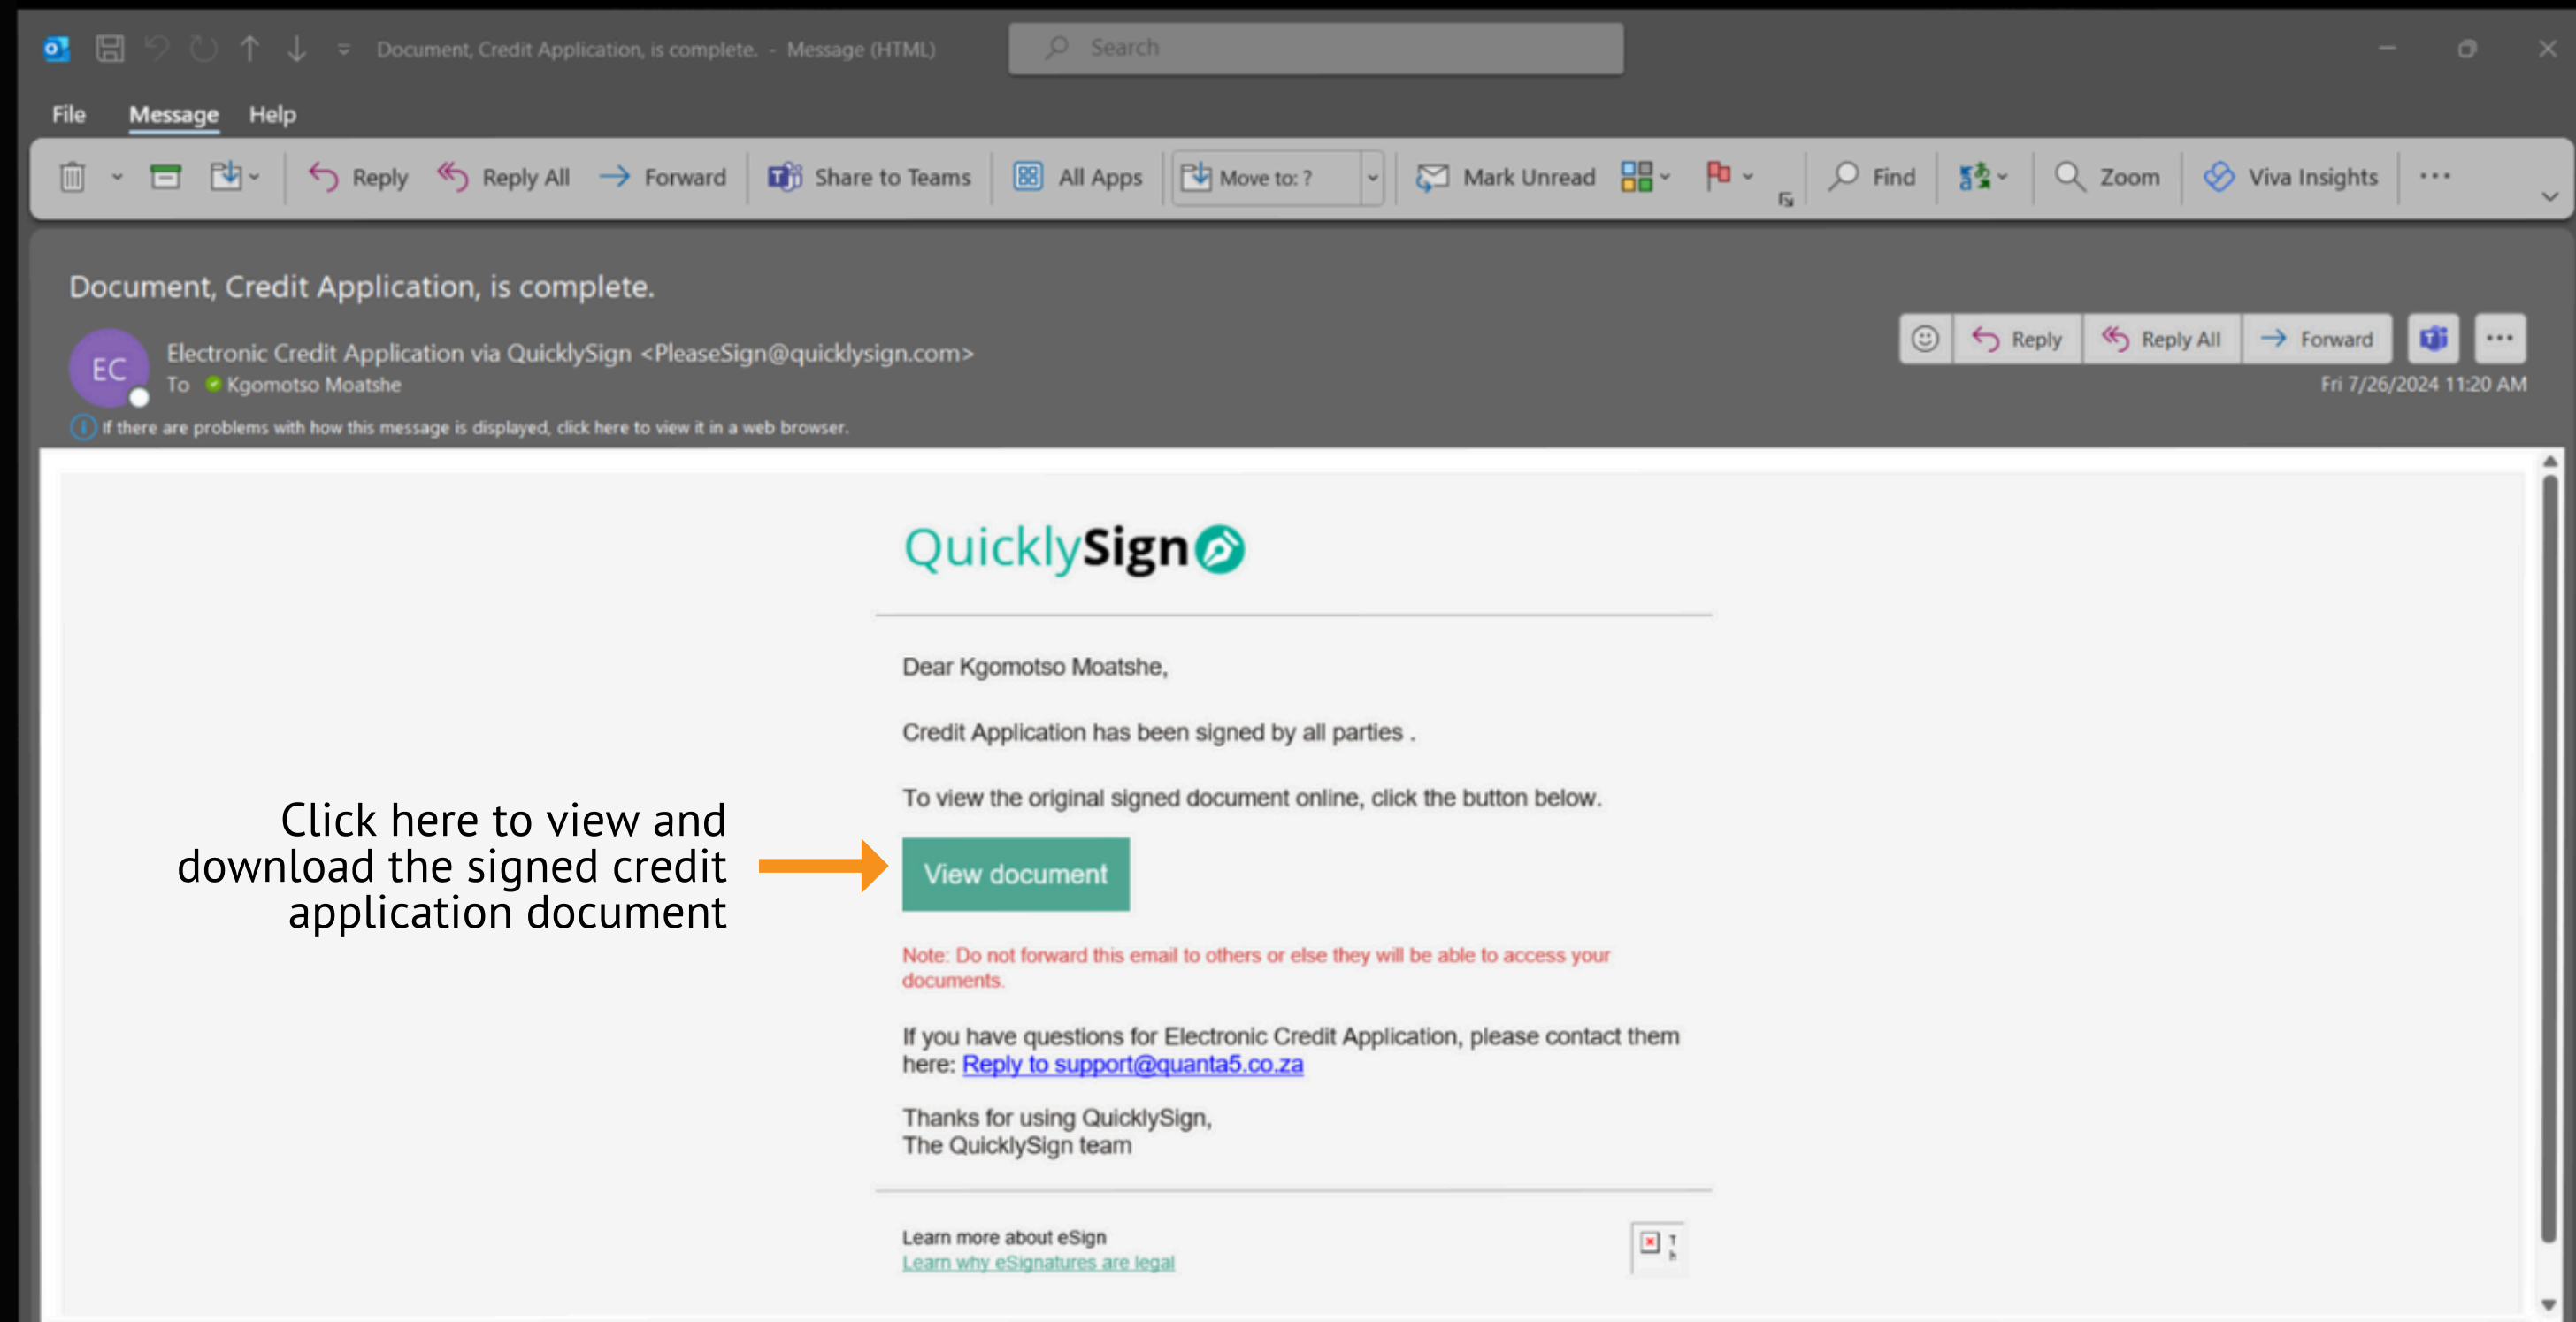 Document, Credit Application, is complete. - Message (HTML)
Search
File Message Help
Reply Reply All Forward Share to Teams All Apps Move to: ? Mark Unread Find Zoom Viva Insights
Document, Credit Application, is complete.
EC
Electronic Credit Application via QuicklySign <PleaseSign@quicklysign.com>
To Kgomotso Moatshe
Reply Reply All Forward
Fri 7/26/2024 11:20 AM
If there are problems with how this message is displayed, click here to view it in a web browser.
QuicklySign
Dear Kgomotso Moatshe,
Credit Application has been signed by all parties .
To view the original signed document online, click the button below.
Click here to view and
download the signed credit
application document
View document
Note: Do not forward this email to others or else they will be able to access your
documents.
If you have questions for Electronic Credit Application, please contact them
here: Reply to support@quanta5.co.za
Thanks for using QuicklySign,
The QuicklySign team
Learn more about eSign
Learn why eSignatures are legal
T
h